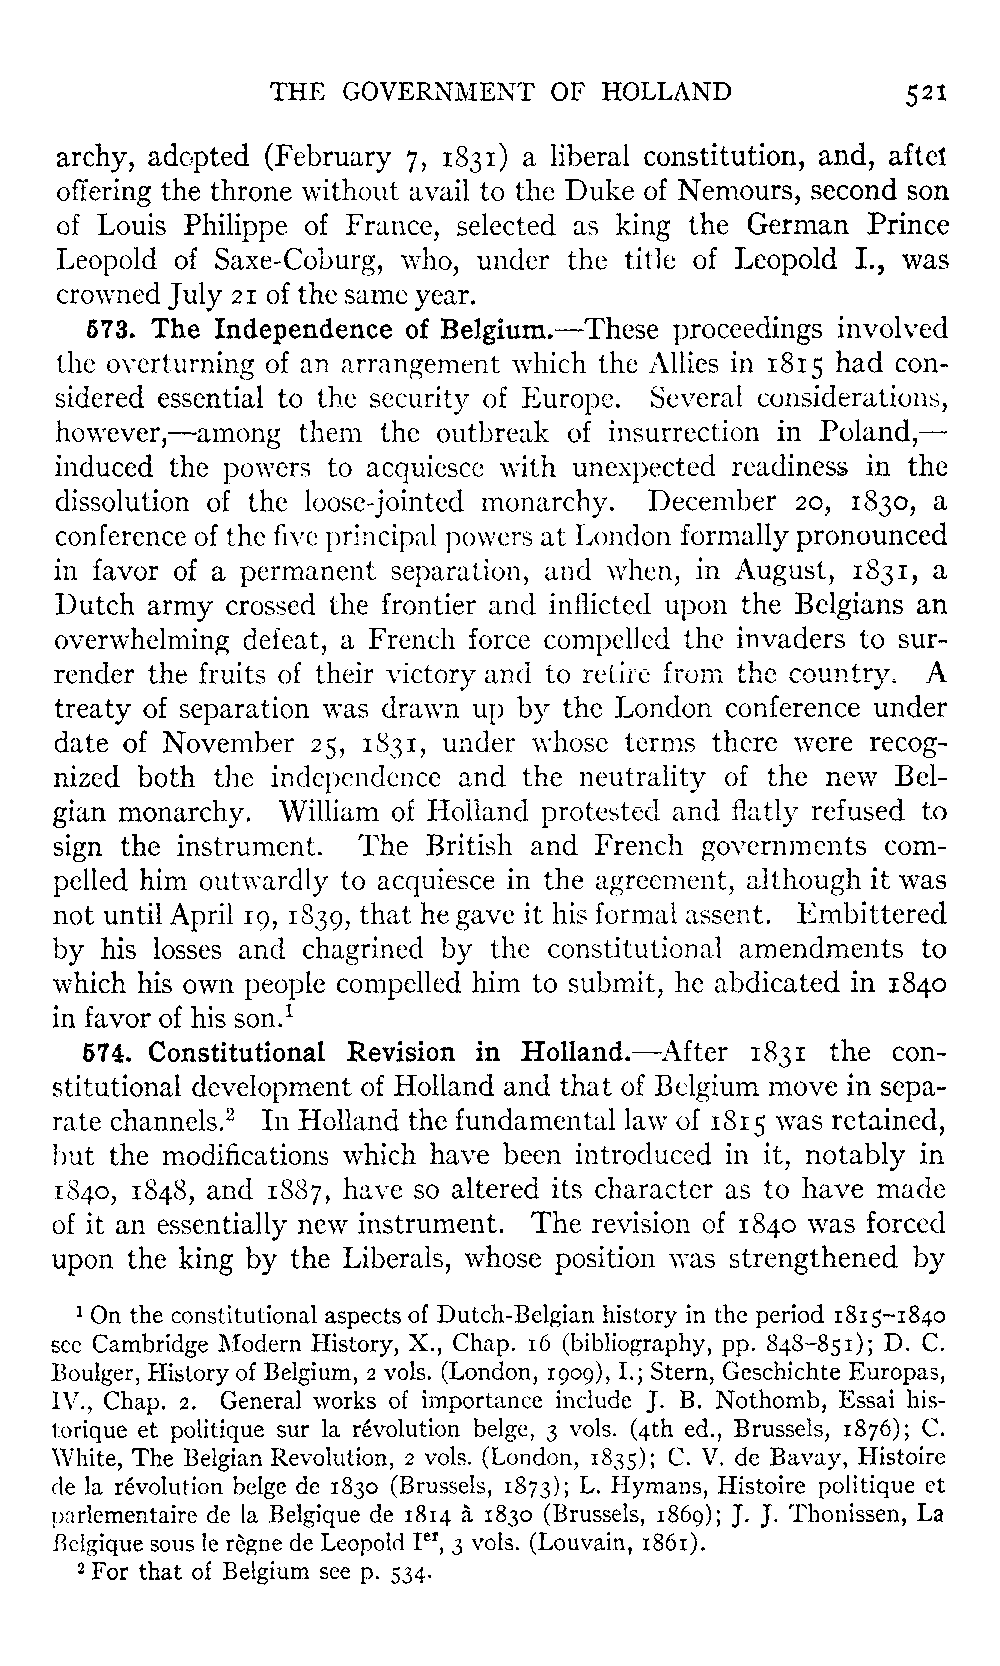 THE GOVERNMENT OF HOLLAND 521
archy, adopted (February 7, 1831) a liberal constitution, and, after
offering the throne without avail to the Duke of Nemours, second son
of Louis Philippe of France, selected as king the German Prince
Leopold of Saxe-Coburg, who, under the title of Leopold I., was
crowned July 21 of the same year.
573. The Independence of Belgium.—These proceedings involved
the overturning of an arrangement which the Allies in 1815 had con-
sidered essential to the security of Europe. Several considerations,
however,—among them the outbreak of insurrection in Poland,—
induced the powers to acquiesce with unexpected readiness in the
dissolution of the loose-jointed monarchy. December 20, 1830, a
conference of the five principal powers at London formally pronounced
in favor of a permanent separation, and when, in August, 1831, a
Dutch army crossed the frontier and inflicted upon the Belgians an
overwhelming defeat, a French force compelled the invaders to sur-
render the fruits of their victory and to retire from the country. A
treaty of separation was drawn up by the London conference under
date of November 25, 1831, under whose terms there were recog-
nized both the independence and the neutrality of the new Bel-
gian monarchy. William of Holland protested and flatly refused to
sign the instrument. The British and French governments com-
pelled him outwardly to acquiesce in the agreement, although it was
not until April 19, 1839, that he gave it his formal assent. Embittered
by his losses and chagrined by the constitutional amendments to
which his own people compelled him to submit, he abdicated in 1840
in favor of his son.¹
574. Constitutional Revision in Holland.—After 1831 the con-
stitutional development of Holland and that of Belgium move in sepa-
rate channels.² In Holland the fundamental law of 1815 was retained,
but the modifications which have been introduced in it, notably in
1840, 1848, and 1887, have so altered its character as to have made
of it an essentially new instrument. The revision of 1840 was forced
upon the king by the Liberals, whose position was strengthened by
¹ On the constitutional aspects of Dutch-Belgian history in the period 1815–1840
see Cambridge Modern History, X., Chap. 16 (bibliography, pp. 848–851); D. C.
Boulger, History of Belgium, 2 vols. (London, 1909), I.; Stern, Geschichte Europas,
IV., Chap. 2. General works of importance include J. B. Nothomb, Essai his-
torique et politique sur la révolution belge, 3 vols. (4th ed., Brussels, 1876); C.
White, The Belgian Revolution, 2 vols. (London, 1835); C. V. de Bavay, Histoire
de la révolution belge de 1830 (Brussels, 1873); L. Hymans, Histoire politique et
parlementaire de la Belgique de 1814 à 1830 (Brussels, 1869); J. J. Thonissen, La
Belgique sous le règne de Leopold Iᵉʳ, 3 vols. (Louvain, 1861).
² For that of Belgium see p. 534.